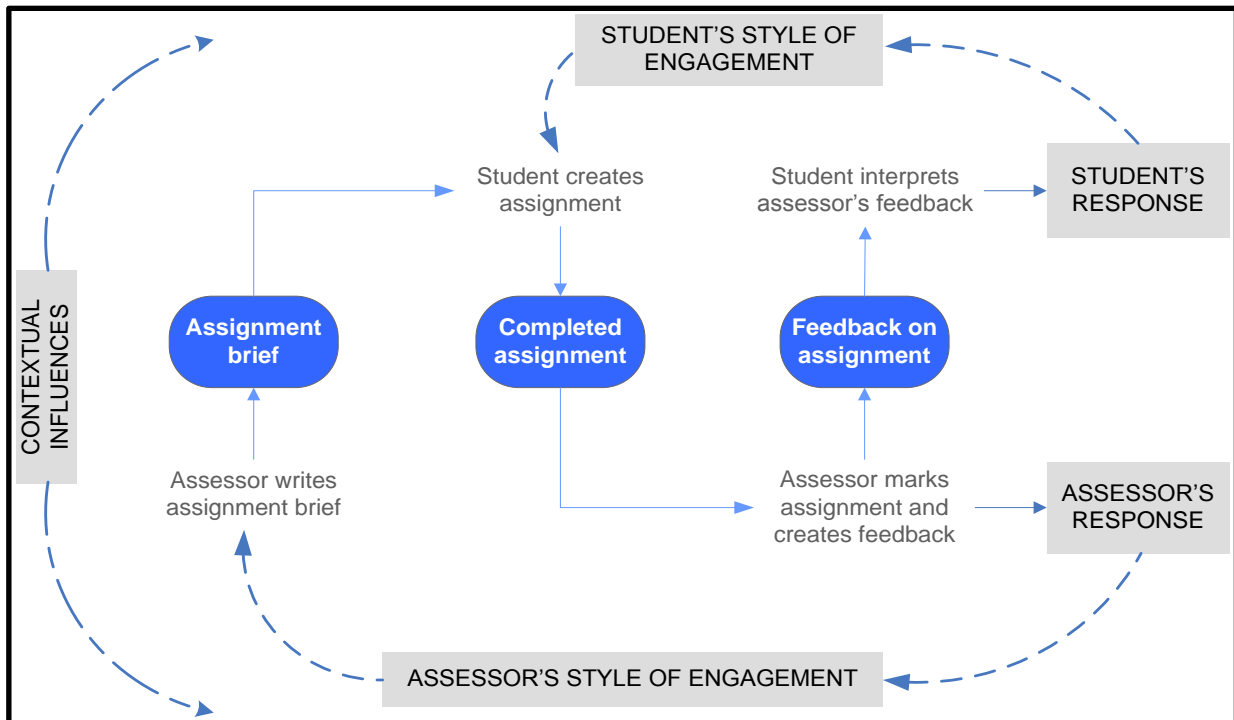 STUDENT'S STYLE OF
ENGAGEMENT
Student creates
assignment
Student interprets
assessor's feedback
STUDENT'S
RESPONSE
CONTEXTUAL
INFLUENCES
Assignment
brief
Completed
assignment
Feedback on
assignment
Assessor writes
assignment brief
Assessor marks
assignment and
creates feedback
ASSESSOR'S
RESPONSE
ASSESSOR'S STYLE OF ENGAGEMENT